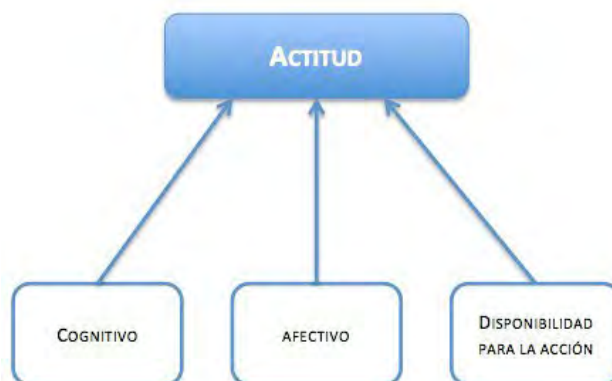 ACTITUD
COGNITIVO
AFECTIVO
DISPONIBILIDAD
PARA LA ACCIÓN